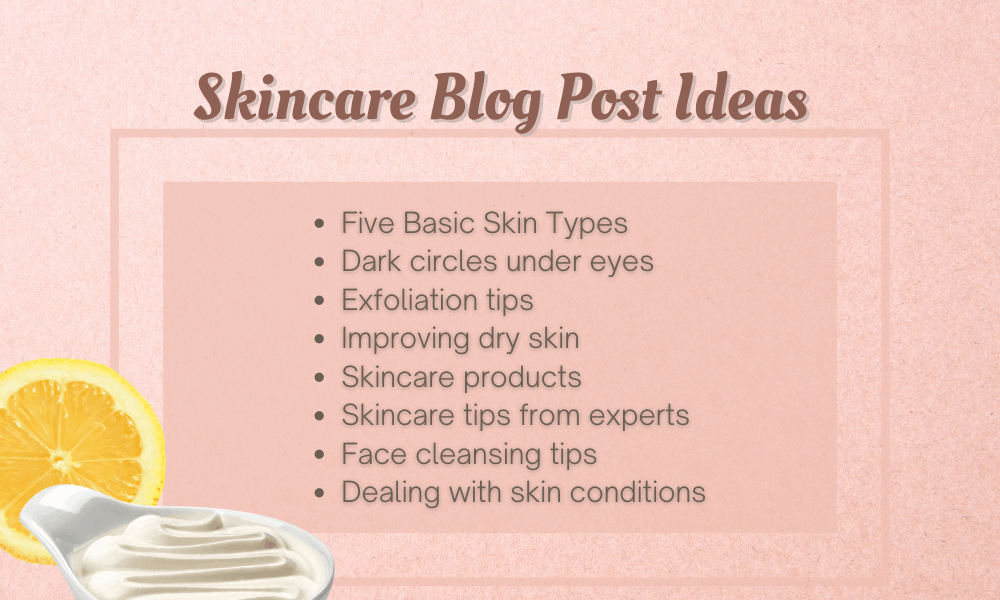 Skincare Blog Post Ideas
• Five Basic Skin Types
• Dark circles under eyes
• Exfoliation tips
• Improving dry skin
• Skincare products
• Skincare tips from experts
• Face cleansing tips
• Dealing with skin conditions